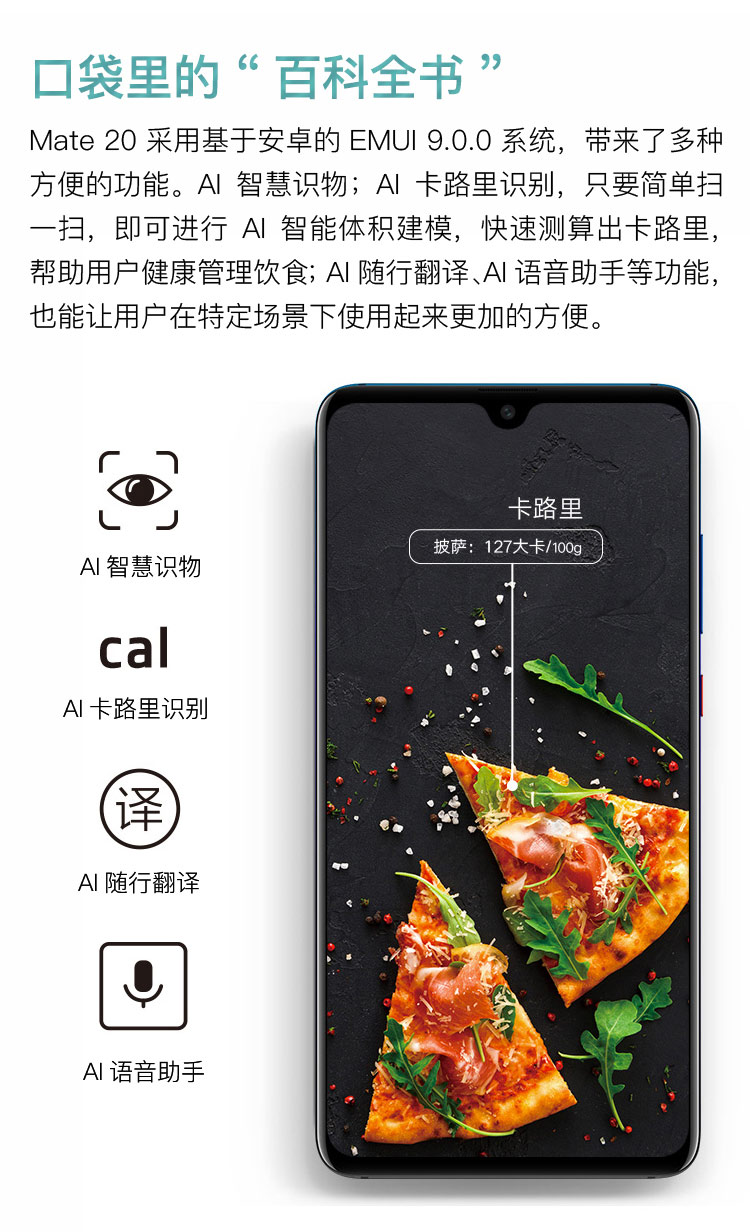 口袋里的“百科全书”
Mate 20 采用基于安卓的 EMUI 9.0.0 系统，带来了多种
方便的功能。AI 智慧识物；AI 卡路里识别，只要简单扫
一扫，即可进行 AI 智能体积建模，快速测算出卡路里，
帮助用户健康管理饮食；AI 随行翻译、AI 语音助手等功能，
也能让用户在特定场景下使用起来更加的方便。
卡路里
披萨：127大卡/100g
AI 智慧识物
cal
AI 卡路里识别
译
AI 随行翻译
AI 语音助手